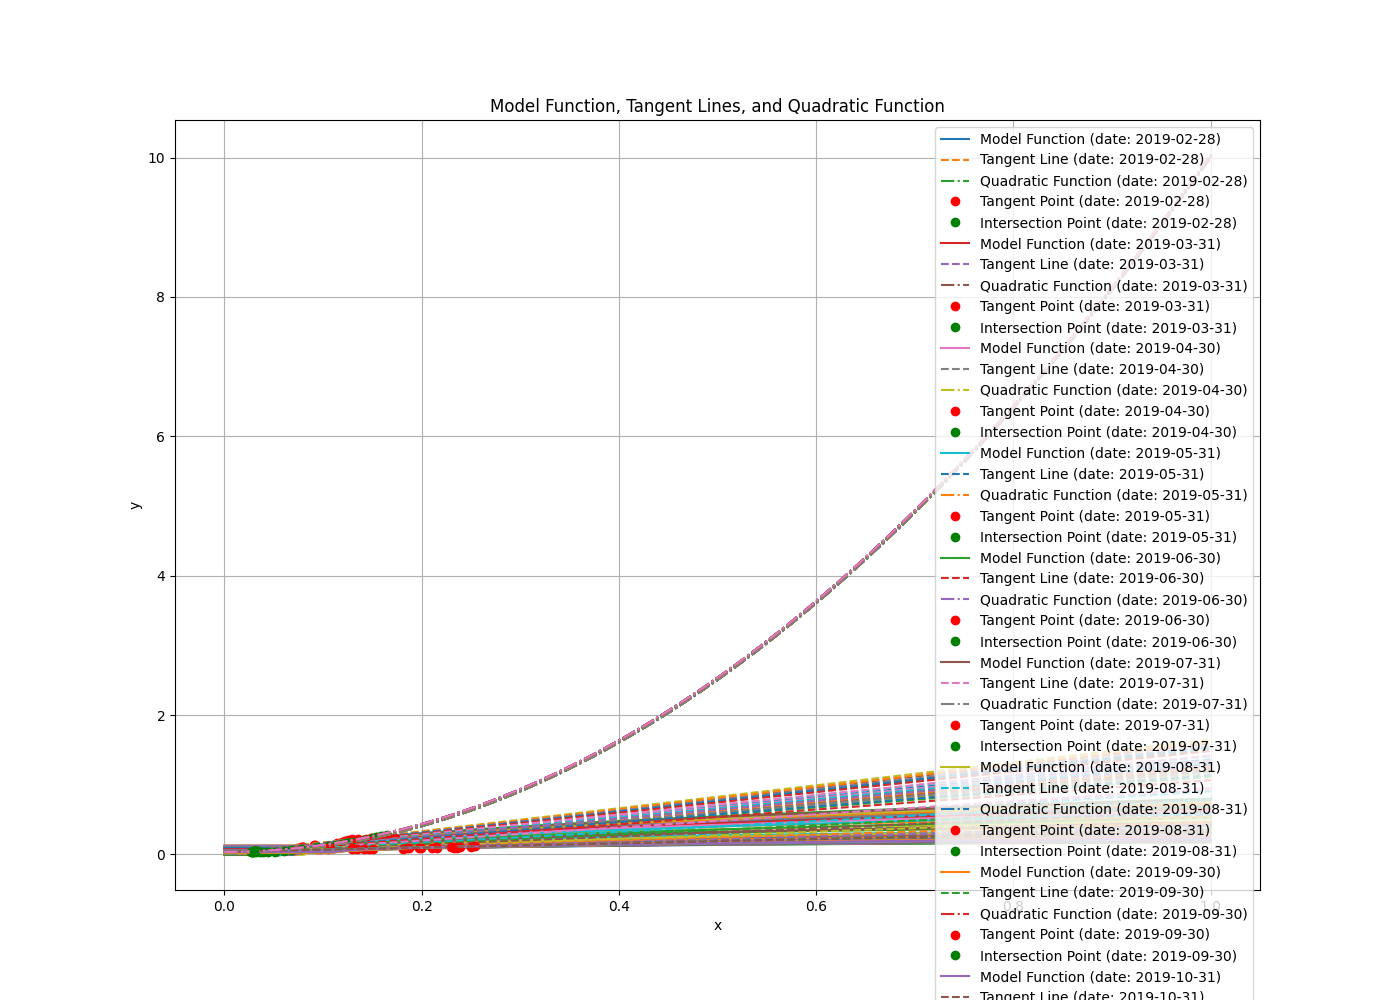 Model Function, Tangent Lines, and Quadratic Function
10
8
6
4
2
0
y
0.0
0.2
0.4
0.6
0.8
1.0
x
Model Function (date: 2019-02-28)
Tangent Line (date: 2019-02-28)
Quadratic Function (date: 2019-02-28)
Tangent Point (date: 2019-02-28)
Intersection Point (date: 2019-02-28)
Model Function (date: 2019-03-31)
Tangent Line (date: 2019-03-31)
Quadratic Function (date: 2019-03-31)
Tangent Point (date: 2019-03-31)
Intersection Point (date: 2019-03-31)
Model Function (date: 2019-04-30)
Tangent Line (date: 2019-04-30)
Quadratic Function (date: 2019-04-30)
Tangent Point (date: 2019-04-30)
Intersection Point (date: 2019-04-30)
Model Function (date: 2019-05-31)
Tangent Line (date: 2019-05-31)
Quadratic Function (date: 2019-05-31)
Tangent Point (date: 2019-05-31)
Intersection Point (date: 2019-05-31)
Model Function (date: 2019-06-30)
Tangent Line (date: 2019-06-30)
Quadratic Function (date: 2019-06-30)
Tangent Point (date: 2019-06-30)
Intersection Point (date: 2019-06-30)
Model Function (date: 2019-07-31)
Tangent Line (date: 2019-07-31)
Quadratic Function (date: 2019-07-31)
Tangent Point (date: 2019-07-31)
Intersection Point (date: 2019-07-31)
Model Function (date: 2019-08-31)
Tangent Line (date: 2019-08-31)
Quadratic Function (date: 2019-08-31)
Tangent Point (date: 2019-08-31)
Intersection Point (date: 2019-08-31)
Model Function (date: 2019-09-30)
Tangent Line (date: 2019-09-30)
Quadratic Function (date: 2019-09-30)
Tangent Point (date: 2019-09-30)
Intersection Point (date: 2019-09-30)
Model Function (date: 2019-10-31)
Tangent Line (date: 2019-10-31)